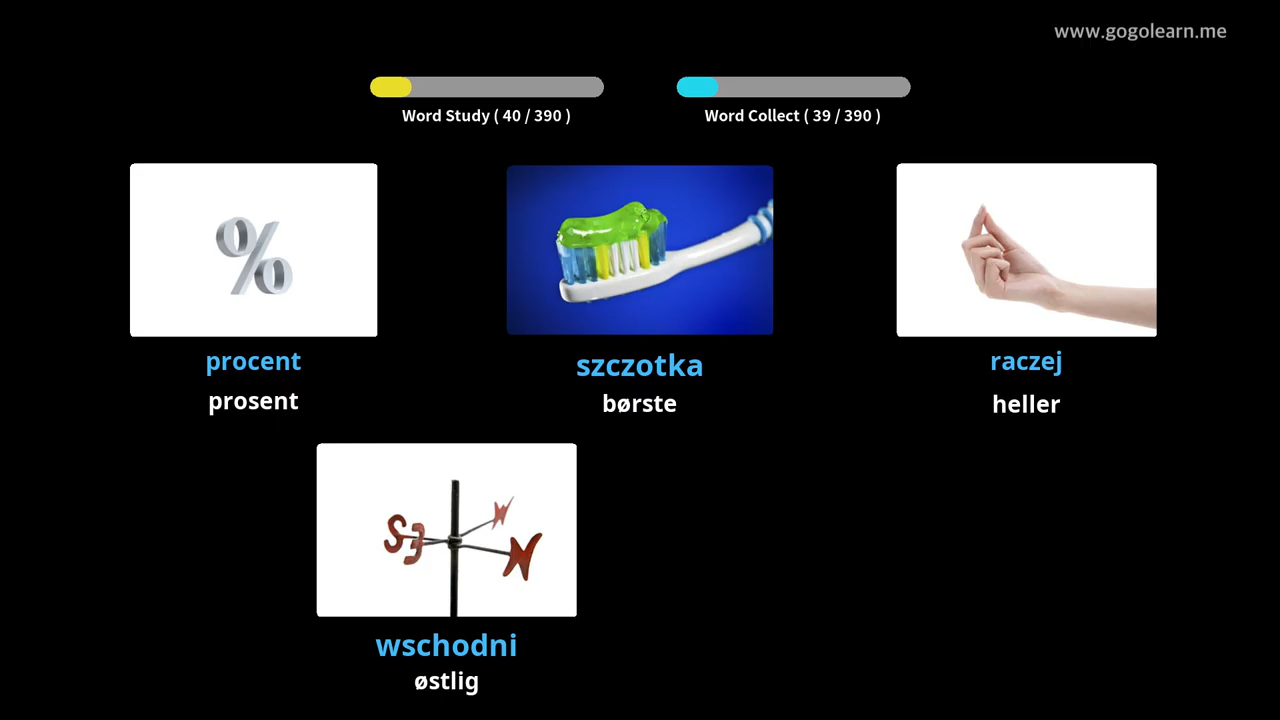 www.gogolearn.me
Word Study ( 40 / 390 )
Word Collect ( 39 / 390 )
%
procent
prosent
szczotka
børste
raczej
heller
S E N
wschodni
østlig